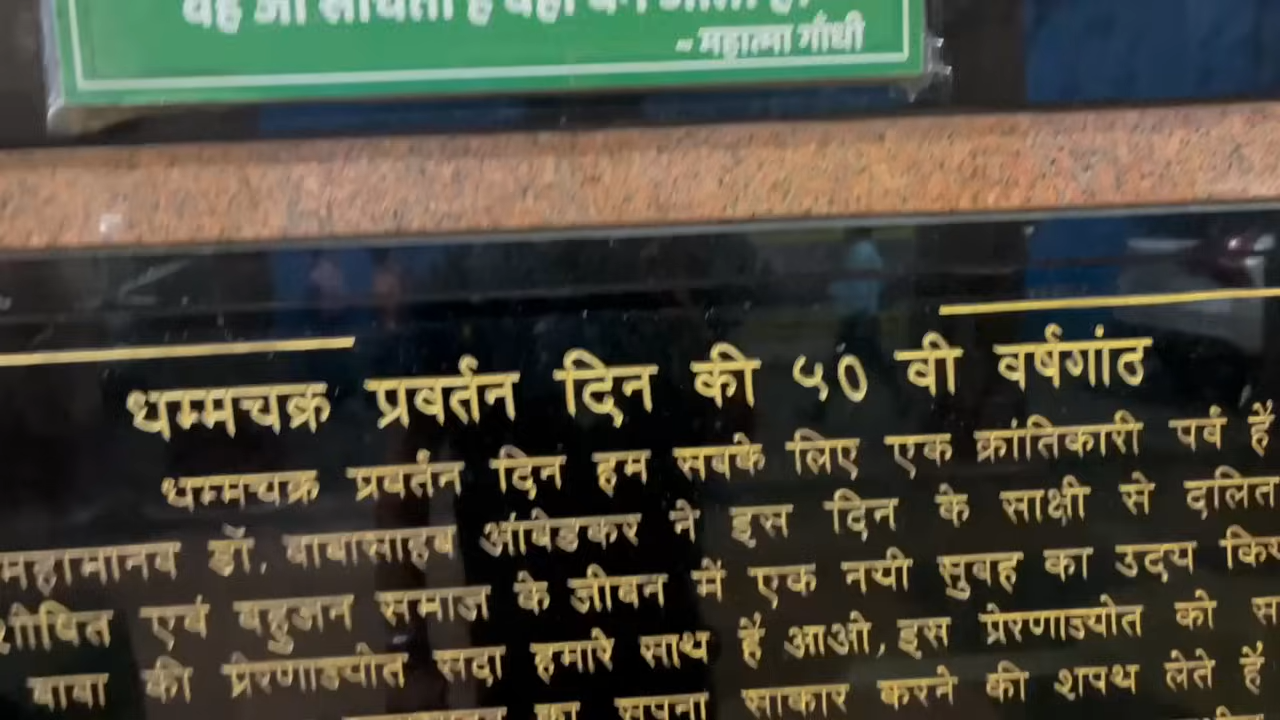 वह जो सोचता है वही बन जाता है।
~महात्मा गाँधी
धम्मचक्र प्रवर्तन दिन की ५० वी वर्षगांठ
धम्मचक्र प्रवर्तन दिन हम सबके लिए एक क्रांतिकारी पर्व है
महामानव डॉ. बाबासाहब आंबेडकर ने इस दिन के साक्षी से दलित
शोषित एवं बहुजन समाज के जीवन में एक नयी सुबह का उदय
बाबा की प्रेरणाज्योत सदा हमारे साथ है आओ, इस प्रेरणाज्योत को
का सपना साकार करने की शपथ लेते है